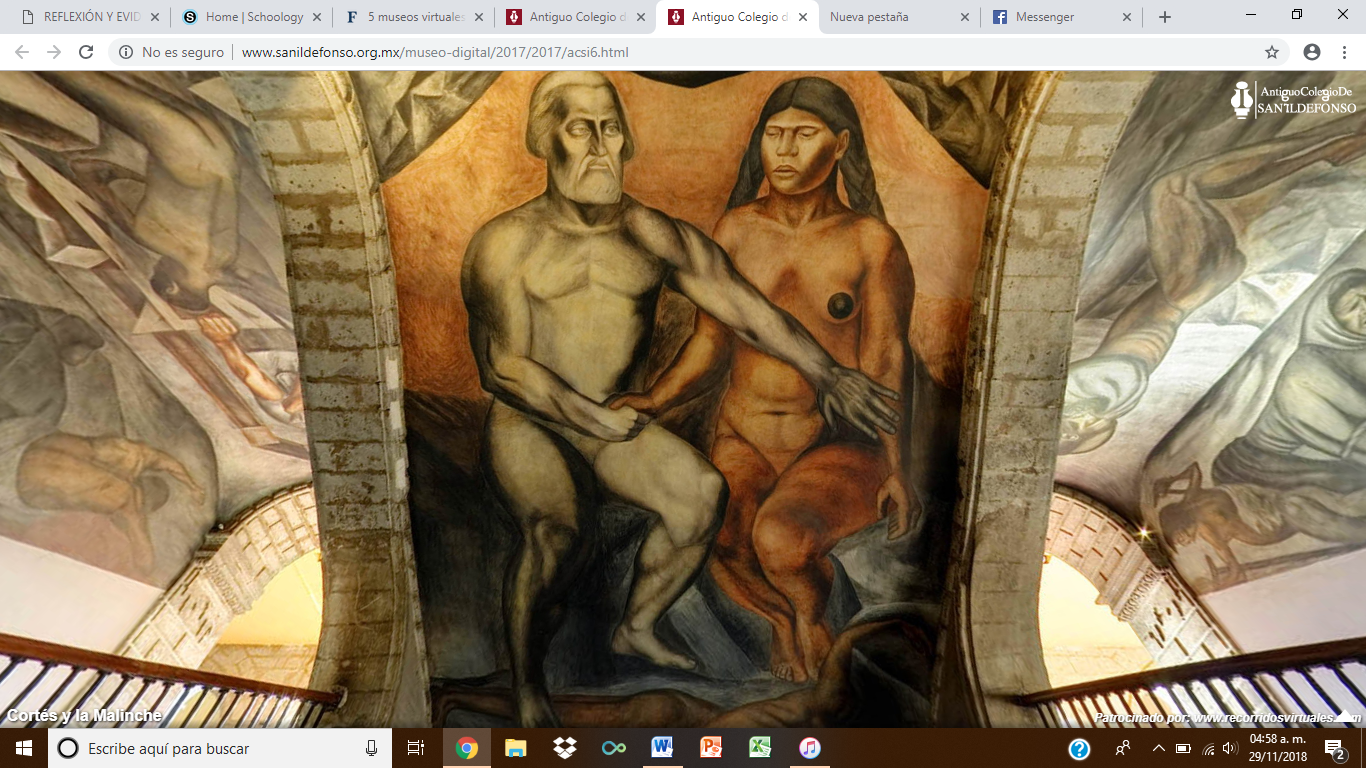 REFLEXIÓN Y EVID
Home | Schoology
5 museos virtuales
Antiguo Colegio d
Antiguo Colegio d
Nueva pestaña
Messenger
No es seguro
www.sanildefonso.org.mx/museo-digital/2017/2017/acsi6.html
AntiguoColegioDe
SANILDEFONSO
Cortés y la Malinche
Patrocinado por: www.recorridosvirtuales.
Escribe aquí para buscar
04:58 a. m.
29/11/2018
2